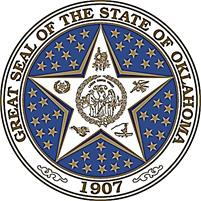 GREAT SEAL OF THE STATE OF OKLAHOMA
1907